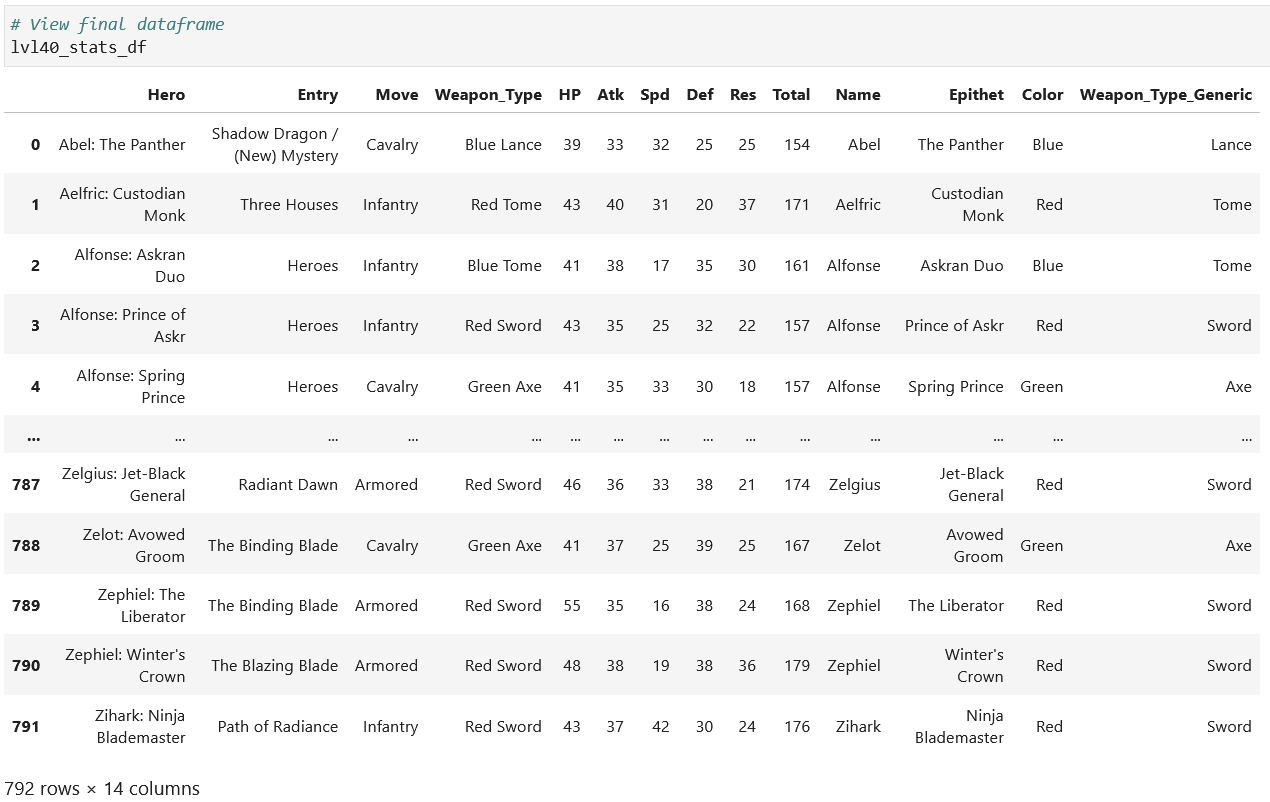 # View final dataframe
lvl40_stats_df
Hero Entry Move Weapon_Type HP Atk Spd Def Res Total Name Epithet Color Weapon_Type_Generic
0 Abel: The Panther Shadow Dragon / (New) Mystery Cavalry Blue Lance 39 33 32 25 25 154 Abel The Panther Blue Lance
1 Aelfric: Custodian Monk Three Houses Infantry Red Tome 43 40 31 20 37 171 Aelfric Custodian Monk Red Tome
2 Alfonse: Askran Duo Heroes Infantry Blue Tome 41 38 17 35 30 161 Alfonse Askran Duo Blue Tome
3 Alfonse: Prince of Askr Heroes Infantry Red Sword 43 35 25 32 22 157 Alfonse Prince of Askr Red Sword
4 Alfonse: Spring Prince Heroes Cavalry Green Axe 41 35 33 30 18 157 Alfonse Spring Prince Green Axe
... ... ... ... ... ... ... ... ... ... ... ... ... ... ...
787 Zelgius: Jet-Black General Radiant Dawn Armored Red Sword 46 36 33 38 21 174 Zelgius Jet-Black General Red Sword
788 Zelot: Avowed Groom The Binding Blade Cavalry Green Axe 41 37 25 39 25 167 Zelot Avowed Groom Green Axe
789 Zephiel: The Liberator The Binding Blade Armored Red Sword 55 35 16 38 24 168 Zephiel The Liberator Red Sword
790 Zephiel: Winter's Crown The Blazing Blade Armored Red Sword 48 38 19 38 36 179 Zephiel Winter's Crown Red Sword
791 Zihark: Ninja Blademaster Path of Radiance Infantry Red Sword 43 37 42 30 24 176 Zihark Ninja Blademaster Red Sword
792 rows × 14 columns